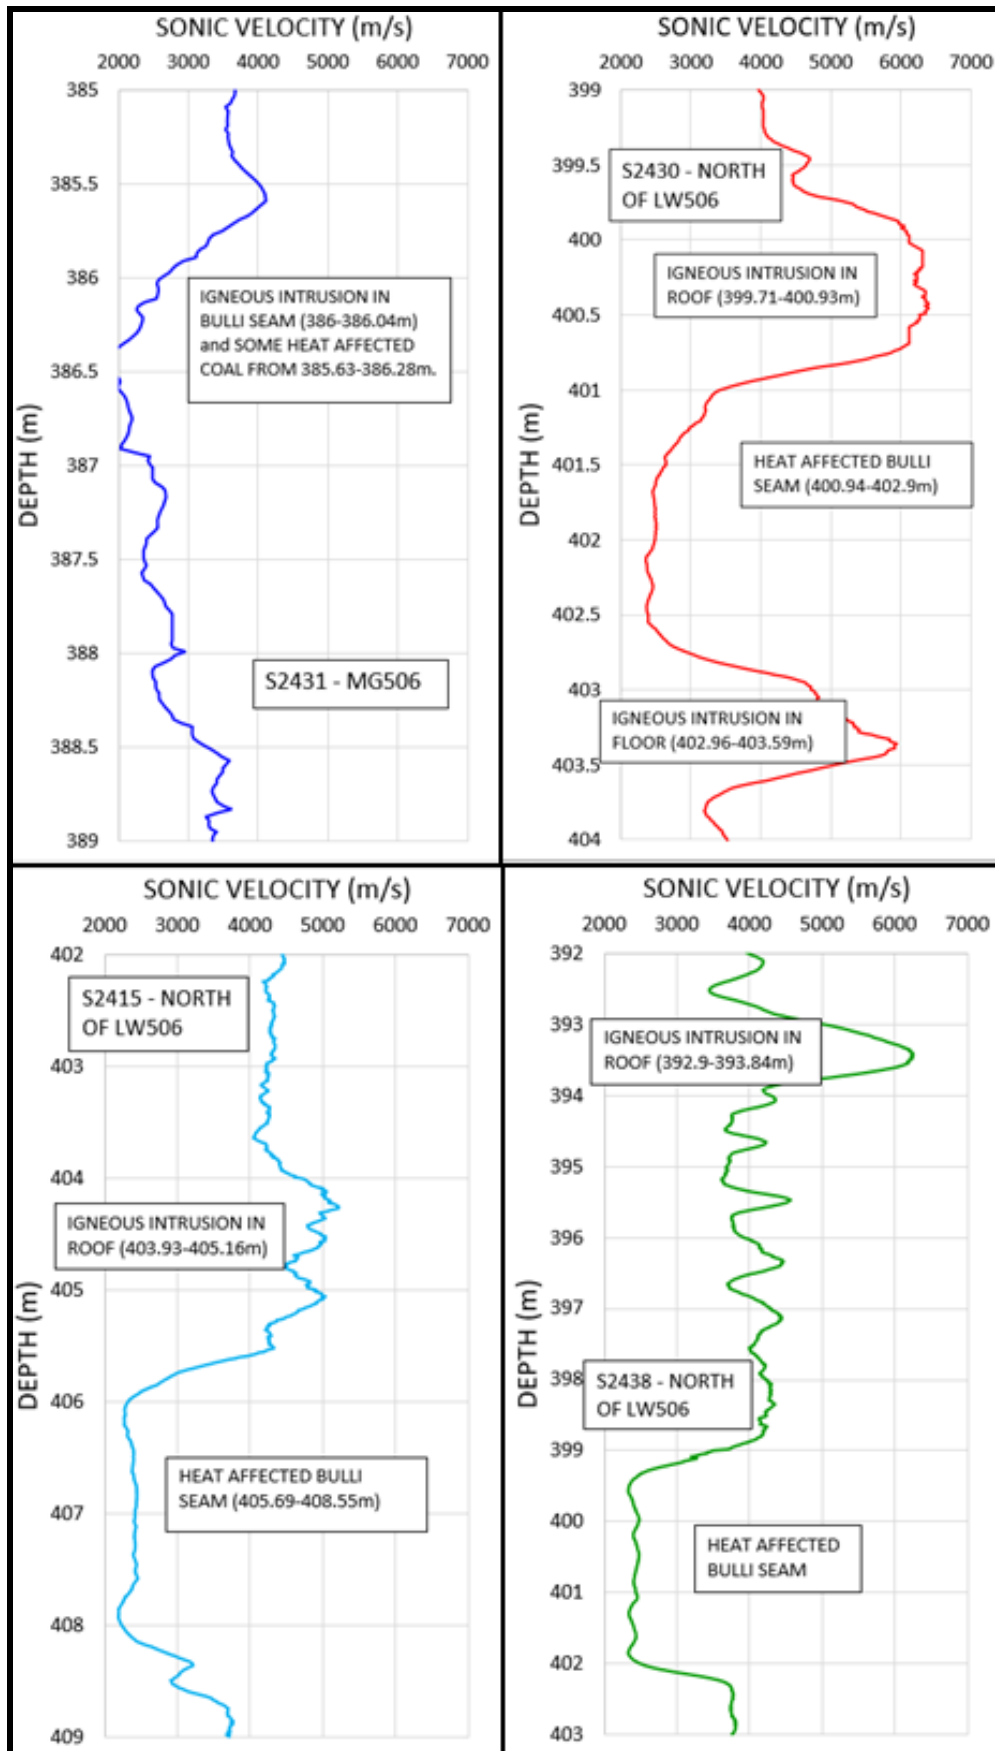 SONIC VELOCITY (m/s)
2000 3000 4000 5000 6000 7000
385
385.5
386
386.5
387
387.5
388
388.5
389
DEPTH (m)
IGNEOUS INTRUSION IN
BULLI SEAM (386-386.04m)
and SOME HEAT AFFECTED
COAL FROM 385.63-386.28m.
S2431 - MG506
SONIC VELOCITY (m/s)
2000 3000 4000 5000 6000 7000
399
399.5
400
400.5
401
401.5
402
402.5
403
403.5
404
DEPTH (m)
S2430 - NORTH
OF LW506
IGNEOUS INTRUSION IN
ROOF (399.71-400.93m)
HEAT AFFECTED BULLI
SEAM (400.94-402.9m)
IGNEOUS INTRUSION IN
FLOOR (402.96-403.59m)
SONIC VELOCITY (m/s)
2000 3000 4000 5000 6000 7000
402
403
404
405
406
407
408
409
DEPTH (m)
S2415 - NORTH
OF LW506
IGNEOUS INTRUSION IN
ROOF (403.93-405.16m)
HEAT AFFECTED BULLI
SEAM (405.69-408.55m)
SONIC VELOCITY (m/s)
2000 3000 4000 5000 6000 7000
392
393
394
395
396
397
398
399
400
401
402
403
DEPTH (m)
IGNEOUS INTRUSION IN
ROOF (392.9-393.84m)
S2438 - NORTH
OF LW506
HEAT AFFECTED
BULLI SEAM